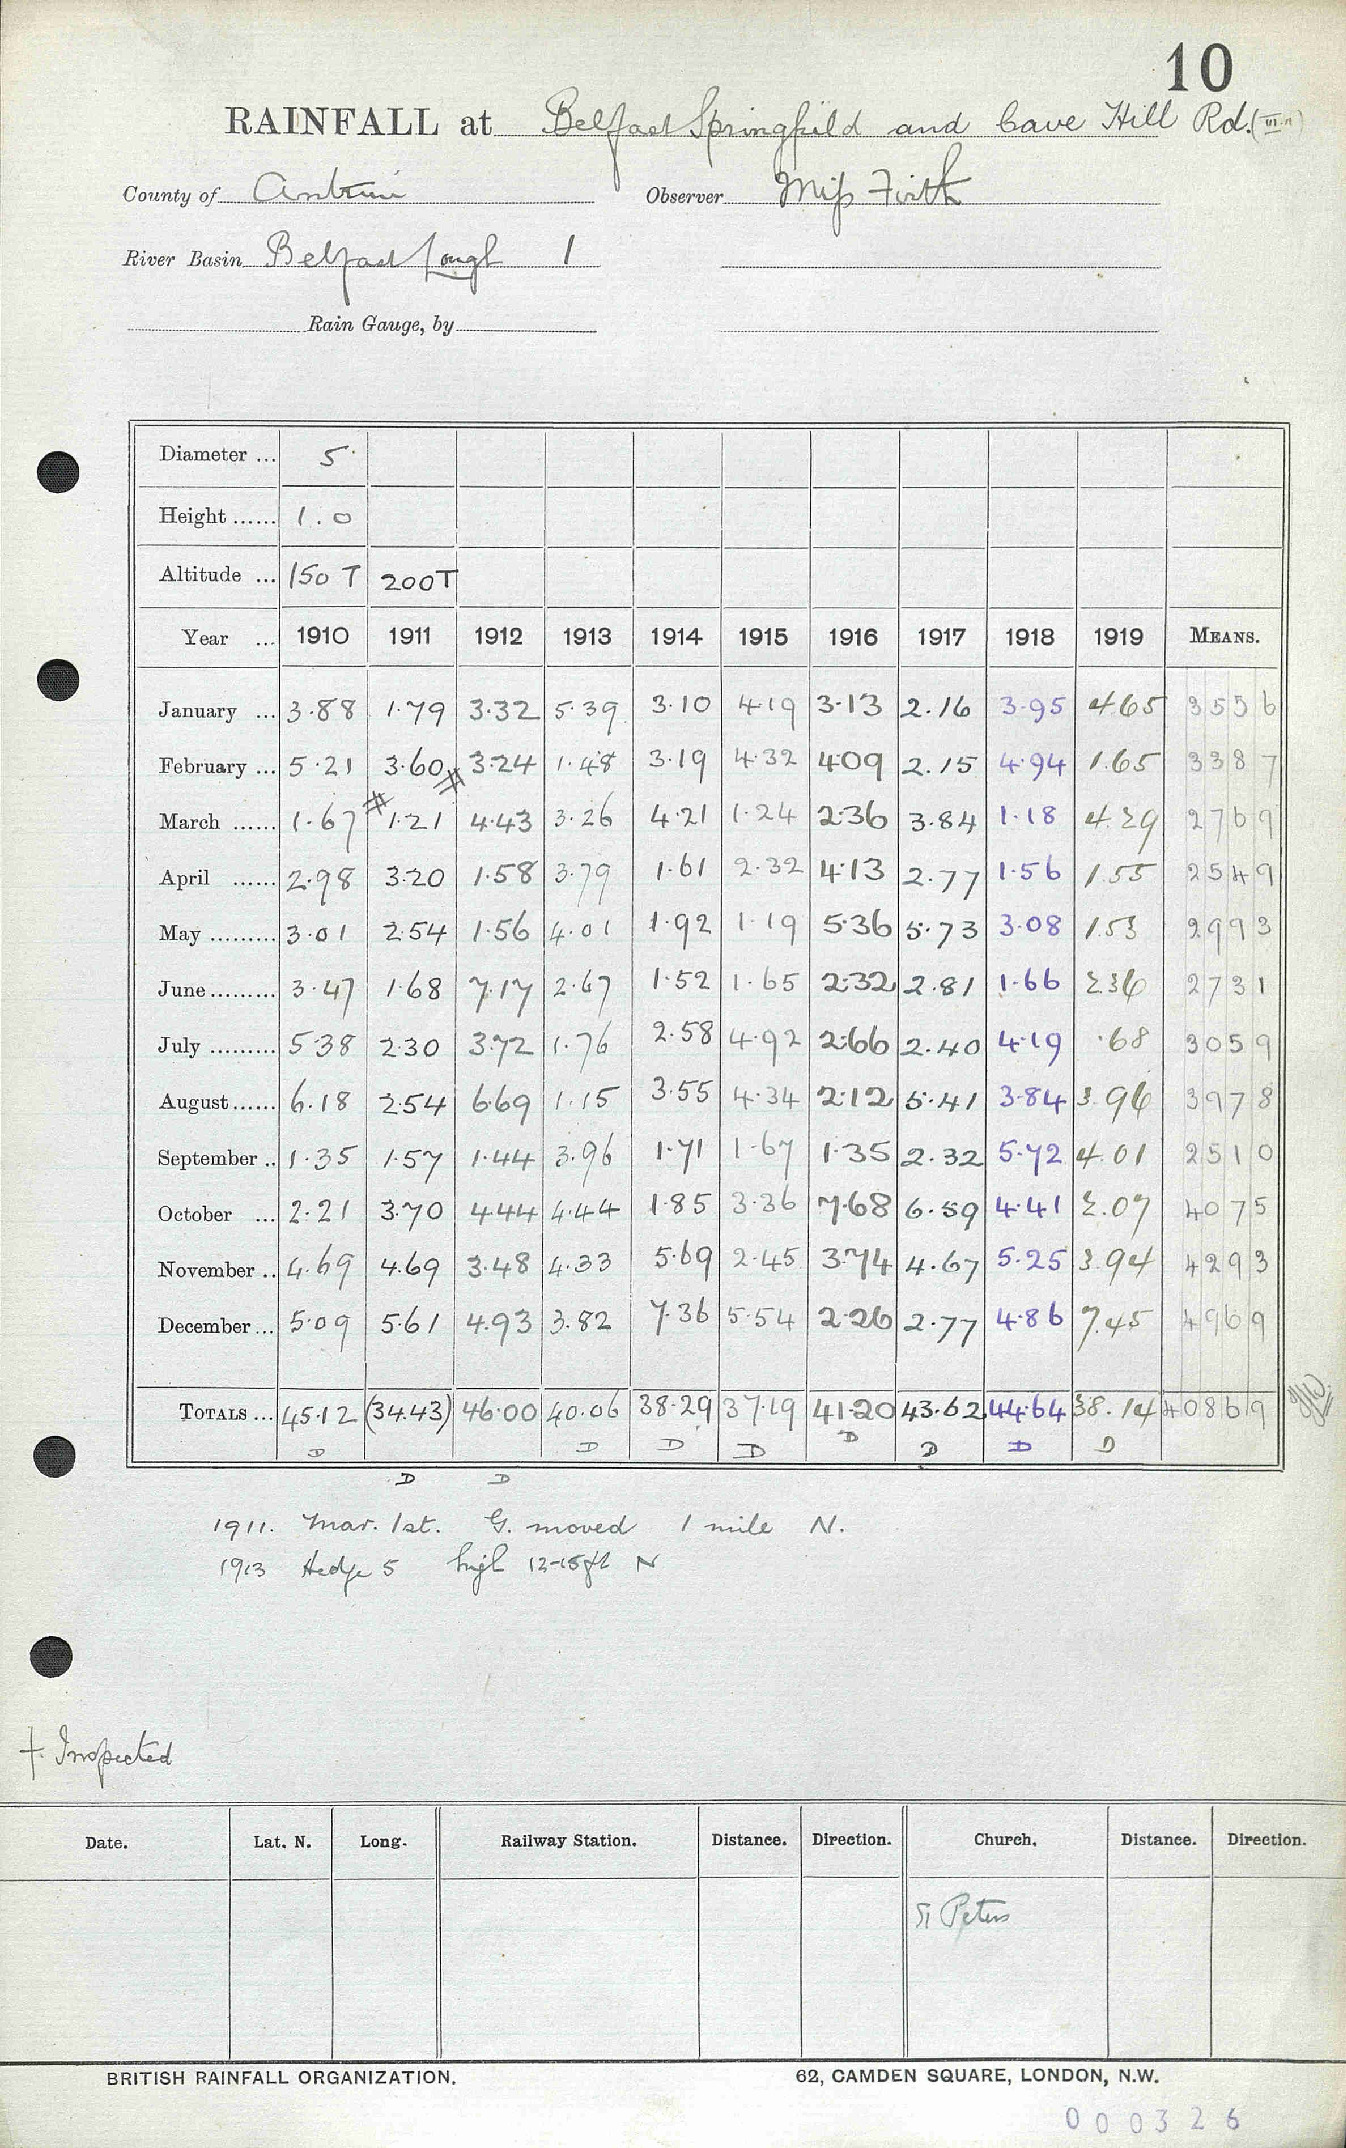 10
RAINFALL at Belfast Springfield and Cave Hill Rd.
County of Antrim Observer Miss Firth
River Basin Belfast Lough 1
Rain Gauge, by
Diameter ... 5
Height ...... 1.0
Altitude ... 150 T 200T
Year ... 1910 1911 1912 1913 1914 1915 1916 1917 1918 1919 MEANS.
January ... 3.88 1.79 3.32 5.39 3.10 4.19 3.13 2.16 3.95 4.65 3556
February ... 5.21 3.60 3.24 1.48 3.19 4.32 4.09 2.15 4.94 1.65 3387
March ...... 1.67 # 1.21 # 4.43 3.26 4.21 1.24 2.36 3.84 1.18 4.29 2769
April ...... 2.98 3.20 1.58 3.79 1.61 2.32 4.13 2.77 1.56 1.55 2549
May ......... 3.01 2.54 1.56 4.01 1.92 1.19 5.36 5.73 3.08 1.53 2993
June ......... 3.47 1.68 7.17 2.67 1.52 1.65 2.32 2.81 1.66 2.36 2731
July ......... 5.38 2.30 3.72 1.76 2.58 4.92 2.66 2.40 4.19 .68 3059
August ...... 6.18 2.54 6.69 1.15 3.55 4.34 2.12 5.41 3.84 3.96 3978
September .. 1.35 1.57 1.44 3.96 1.71 1.67 1.35 2.32 5.72 4.01 2510
October ... 2.21 3.70 4.44 4.44 1.85 3.36 7.68 6.59 4.41 2.07 4075
November .. 4.69 4.69 3.48 4.33 5.69 2.45 3.74 4.67 5.25 3.94 4293
December ... 5.09 5.61 4.93 3.82 7.36 5.54 2.26 2.77 4.86 7.45 4969
TOTALS ... 45.12 (34.43) 46.00 40.06 38.29 37.19 41.20 43.62 44.64 38.14 40869
D D D D D D D D
D D
1911. Mar. 1st. G. moved 1 mile N.
1913 Hedge 5 high 12-15ft N
† Inspected
Date. Lat. N. Long. Railway Station. Distance. Direction. Church. Distance. Direction.
St Peters
BRITISH RAINFALL ORGANIZATION. 62, CAMDEN SQUARE, LONDON, N.W.
000326